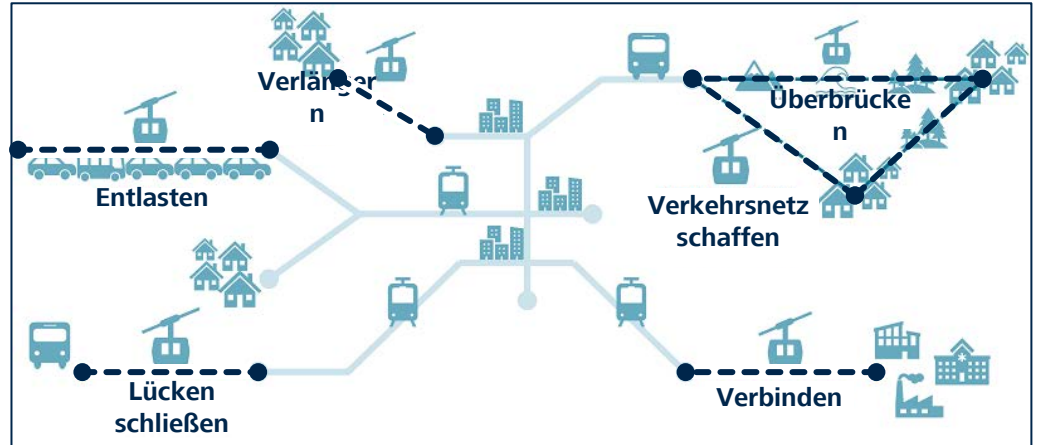 Verlänger
n
Überbrücke
n
Entlasten
Verkehrsnetz
schaffen
Lücken
schließen
Verbinden